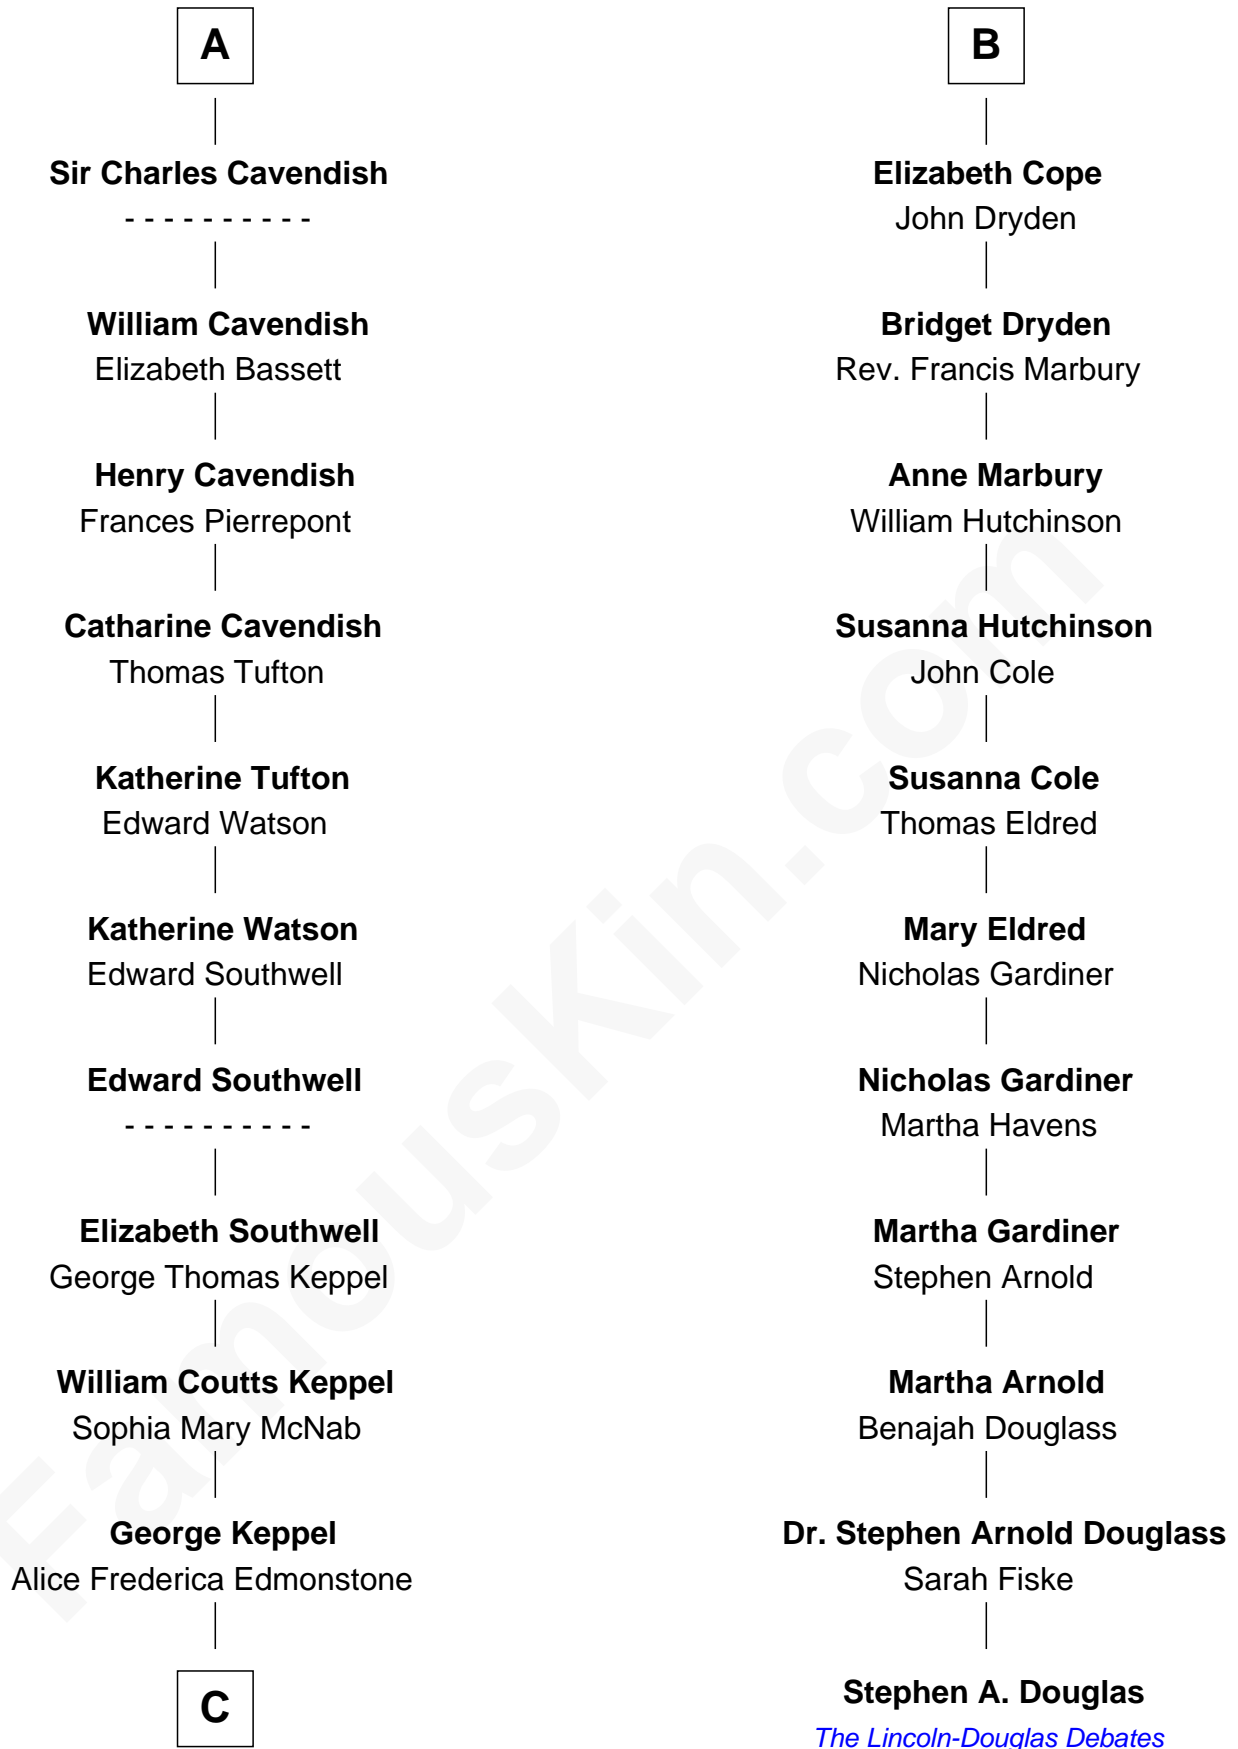 A
Sir Charles Cavendish
- - - - - - - - - -
William Cavendish
Elizabeth Bassett
Henry Cavendish
Frances Pierrepont
Catharine Cavendish
Thomas Tufton
Katherine Tufton
Edward Watson
Katherine Watson
Edward Southwell
Edward Southwell
- - - - - - - - - -
Elizabeth Southwell
George Thomas Keppel
William Coutts Keppel
Sophia Mary McNab
George Keppel
Alice Frederica Edmonstone
C
B
Elizabeth Cope
John Dryden
Bridget Dryden
Rev. Francis Marbury
Anne Marbury
William Hutchinson
Susanna Hutchinson
John Cole
Susanna Cole
Thomas Eldred
Mary Eldred
Nicholas Gardiner
Nicholas Gardiner
Martha Havens
Martha Gardiner
Stephen Arnold
Martha Arnold
Benajah Douglass
Dr. Stephen Arnold Douglass
Sarah Fiske
Stephen A. Douglas
The Lincoln-Douglas Debates
FamousKin.com